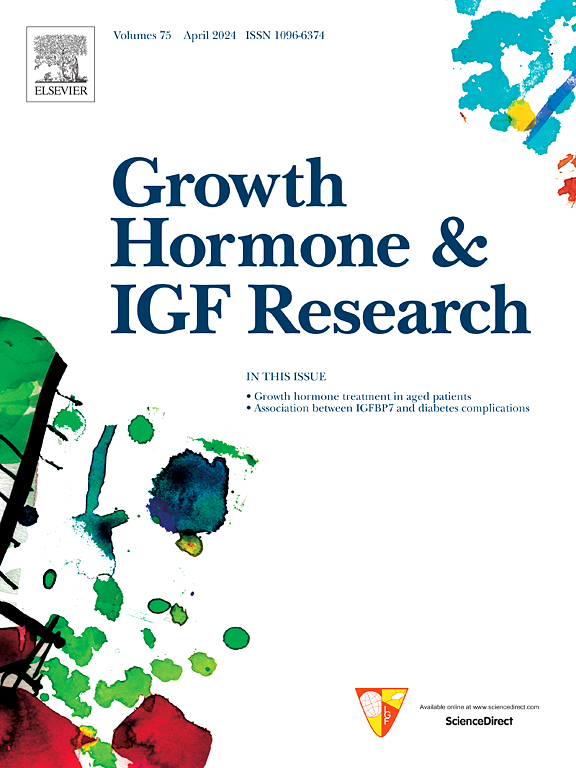 Volumes 75 April 2024 ISSN 1096-6374
ELSEVIER
Growth
Hormone &
IGF Research
IN THIS ISSUE
• Growth hormone treatment in aged patients
• Association between IGFBP7 and diabetes complications
IGF
Available online at www.sciencedirect.com
ScienceDirect